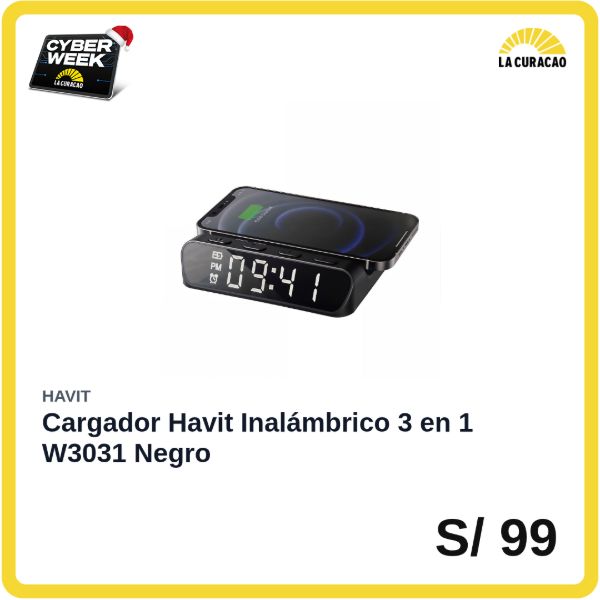 CYBER
WEEK
LA CURACAO
LA CURACAO
PM
09:41
HAVIT
Cargador Havit Inalámbrico 3 en 1
W3031 Negro
S/ 99